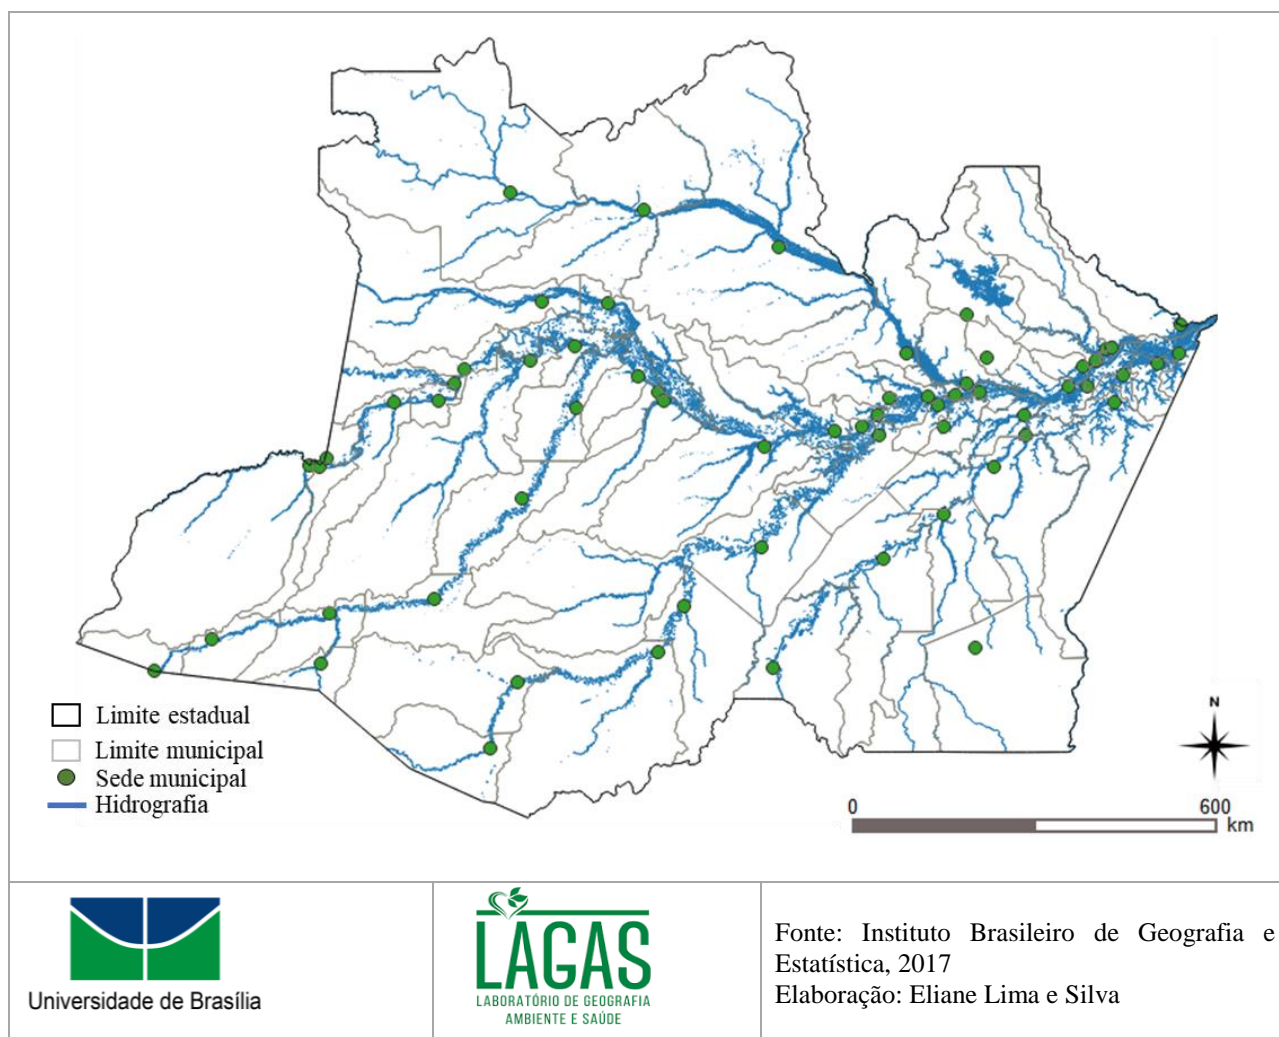 N
Limite estadual
Limite municipal
Sede municipal
Hidrografia
0 600
km
Universidade de Brasília
LAGAS
LABORATÓRIO DE GEOGRAFIA
AMBIENTE E SAÚDE
Fonte: Instituto Brasileiro de Geografia e
Estatística, 2017
Elaboração: Eliane Lima e Silva